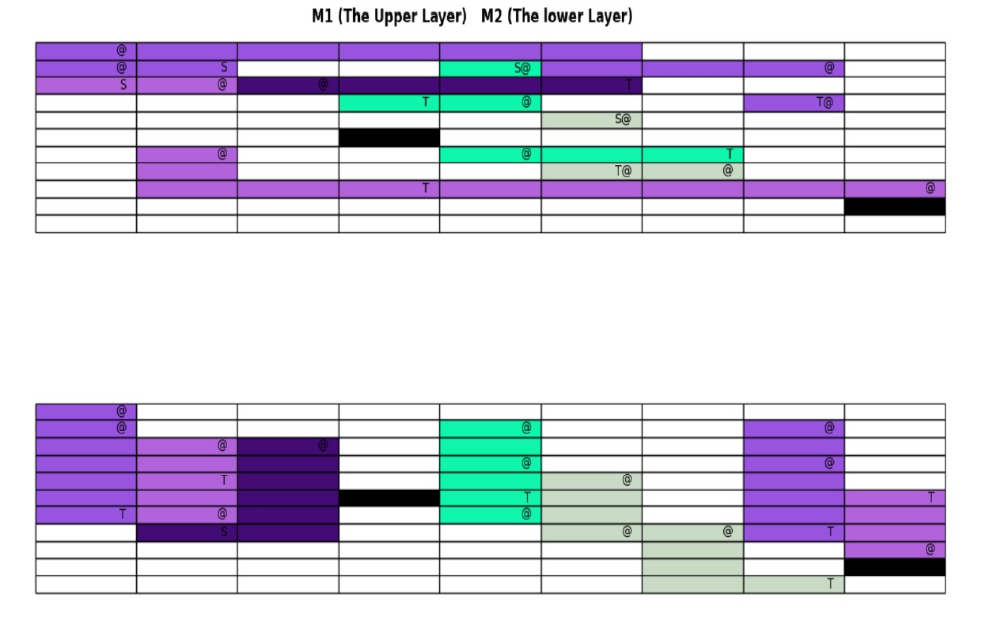 M1 (The Upper Layer) M2 (The lower Layer)
@
@ S S@ @
S @ @ T
T @ T@
S@
@ @ T
T@ @
T @
@
@ @ @
@ @
@ @
T @
T T
T @ @
S @ @ T
@
T